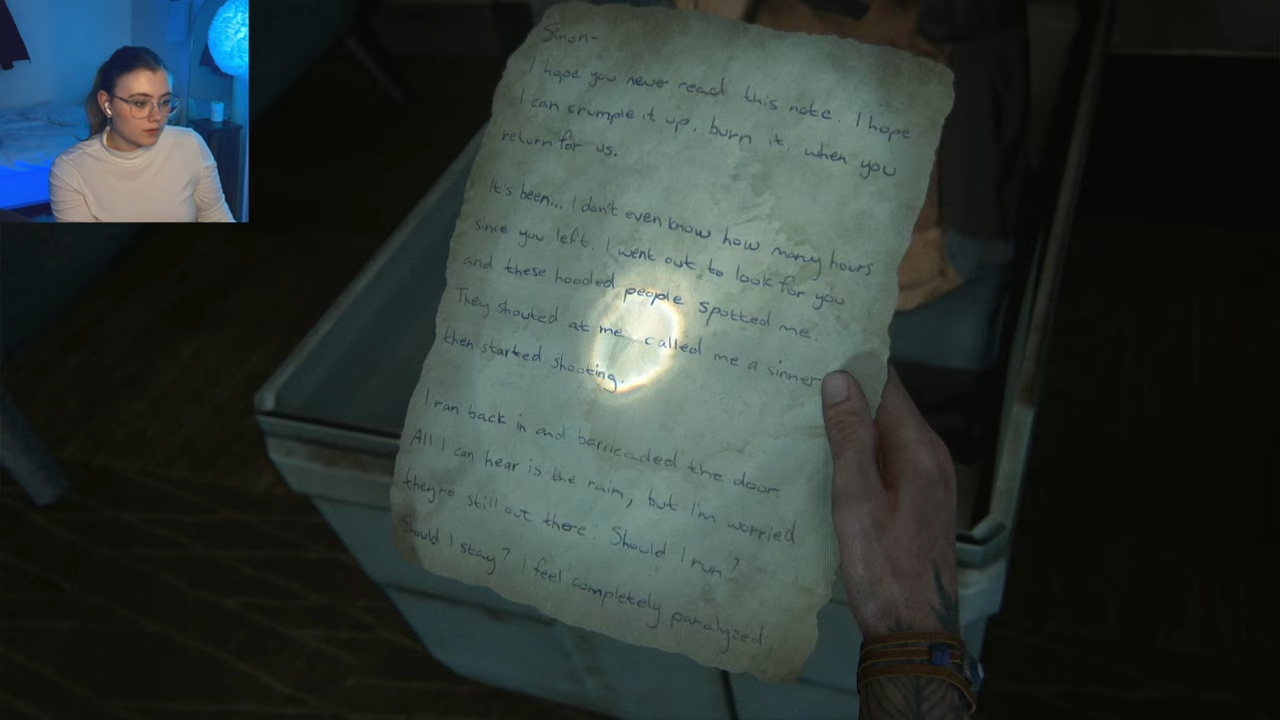 Simon-
I hope you never read this note. I hope
I can crumple it up, burn it, when you
return for us.
It's been... I don't even know how many hours
since you left. I went out to look for you
and these hooded people spotted me.
They shouted at me, called me a sinner
then started shooting.
I ran back in and barricaded the door.
All I can hear is the rain, but I'm worried
they're still out there. Should I run?
Should I stay? I feel completely paralyzed.